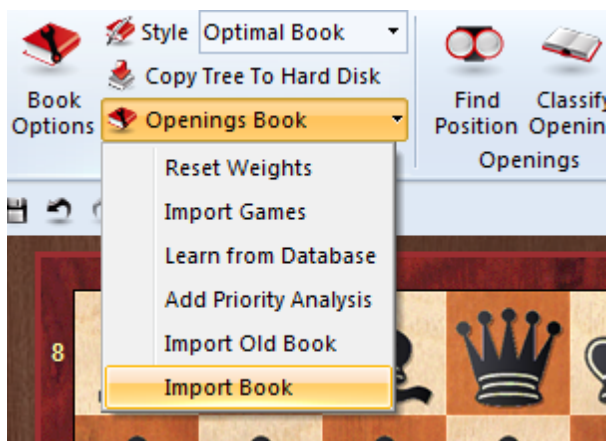 Style Optimal Book
Copy Tree To Hard Disk
Book
Options
Openings Book
Find
Position
Classify
Openin
Openings
Reset Weights
Import Games
Learn from Database
Add Priority Analysis
Import Old Book
Import Book
8